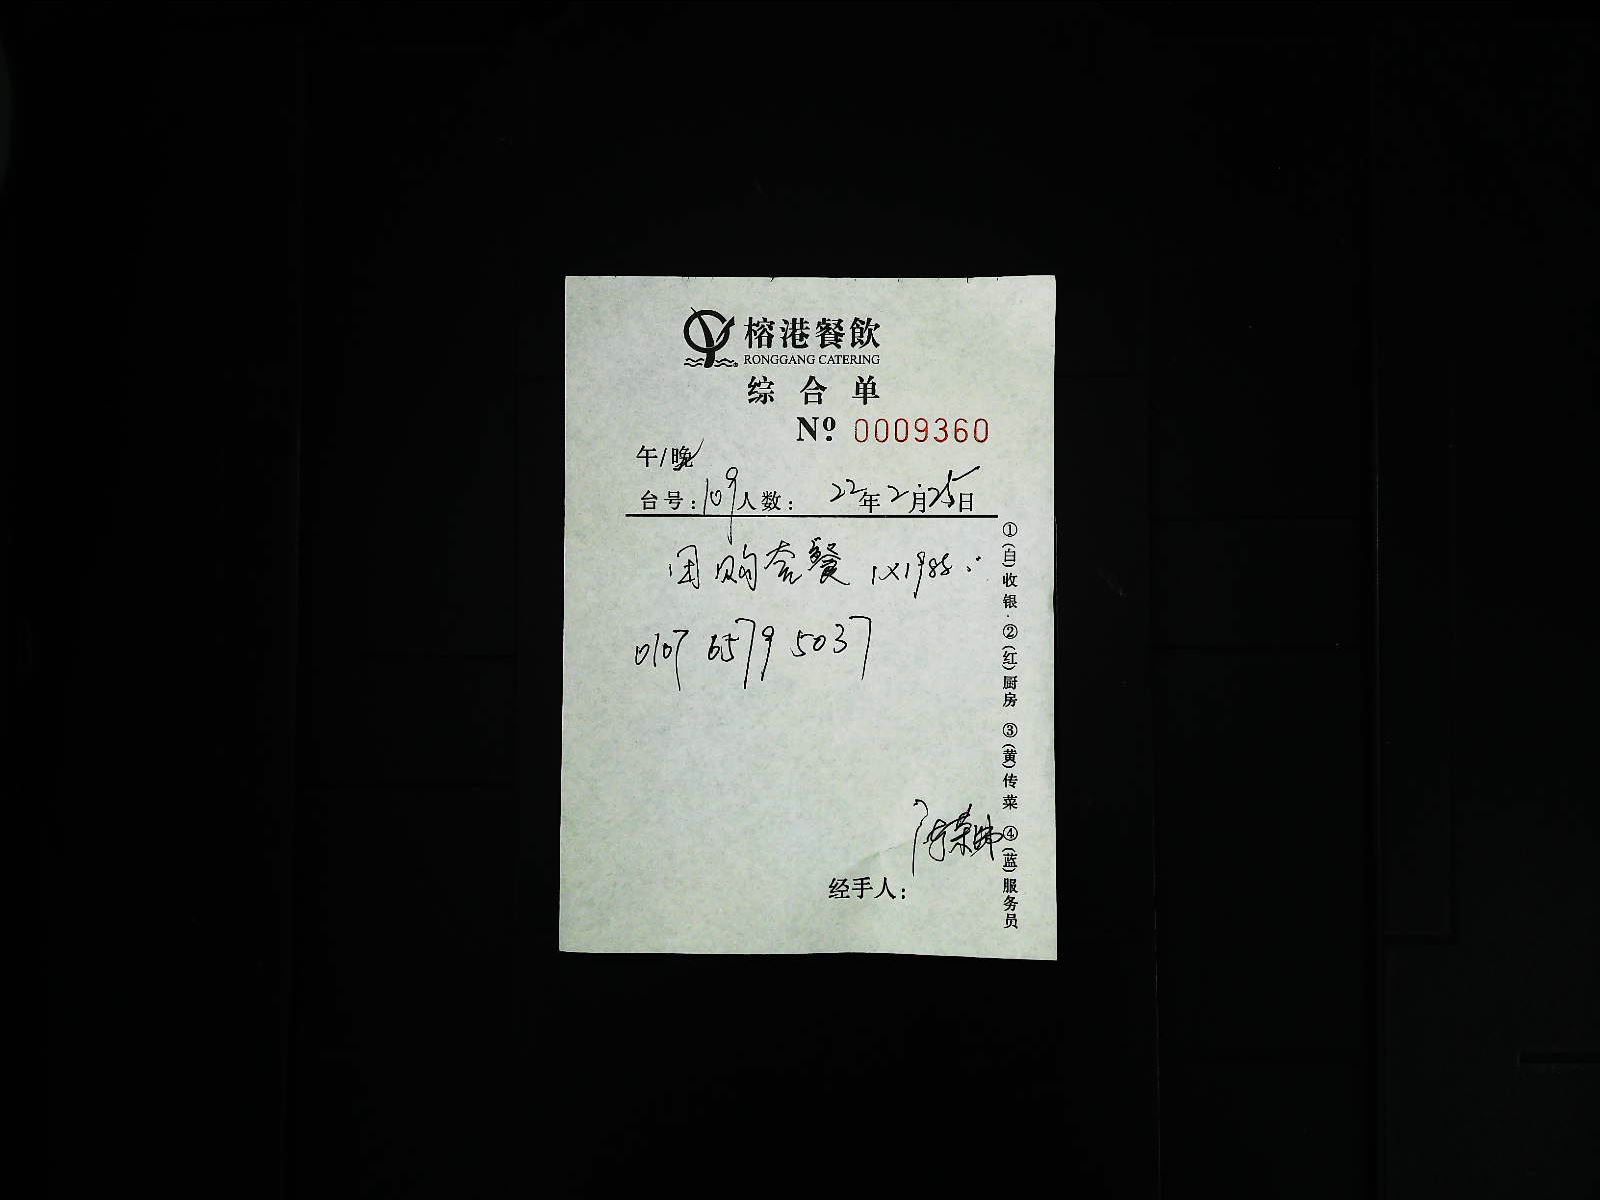 榕港餐飲
RONGGANG CATERING
综合单
Nº 0009360
午/晚
台号: 109 人数: 22年2月25日
团购套餐 1X1985.
0107 6579 5037
经手人:
①(白)收银·②(红)厨房 ③(黄)传菜 ④(蓝)服务员